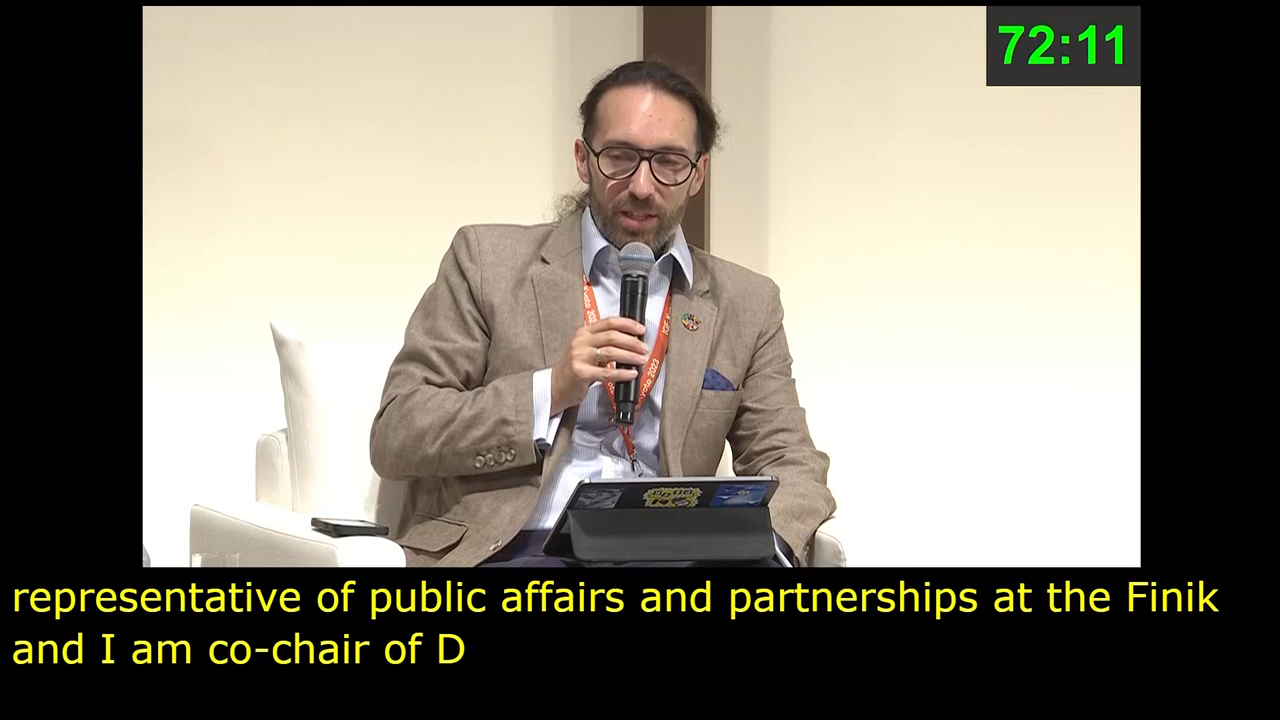 72:11
representative of public affairs and partnerships at the Finik
and I am co-chair of D